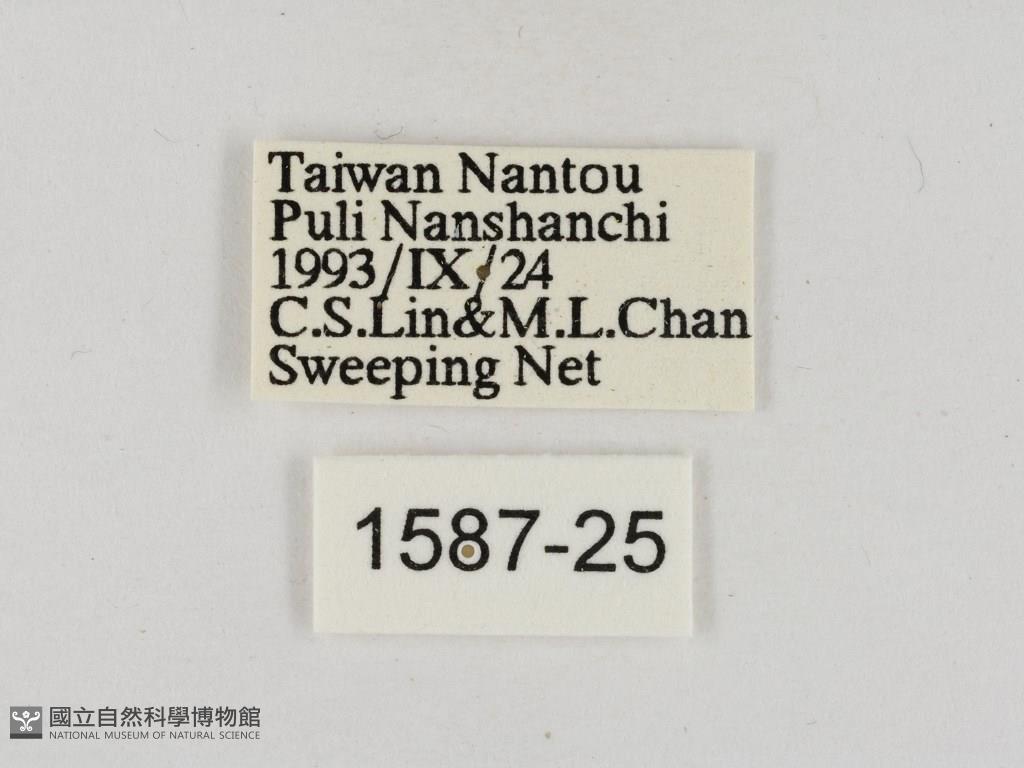 Taiwan Nantou
Puli Nanshanchi
1993/IX/24
C.S.Lin&M.L.Chan
Sweeping Net
1587-25
國立自然科學博物館
NATIONAL MUSEUM OF NATURAL SCIENCE